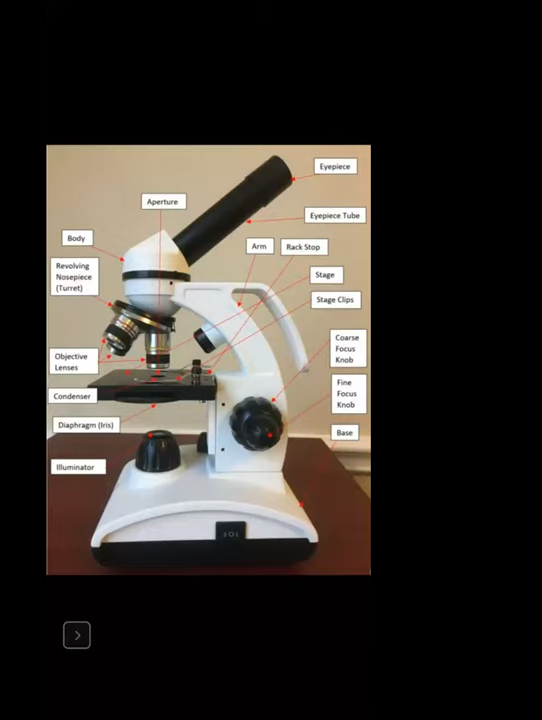 Eyepiece
Aperture
Eyepiece Tube
Body
Arm
Rack Stop
Revolving
Nosepiece
(Turret)
Stage
Stage Clips
Coarse
Focus
Knob
Objective
Lenses
Fine
Focus
Knob
Condenser
Diaphragm (Iris)
Base
Illuminator